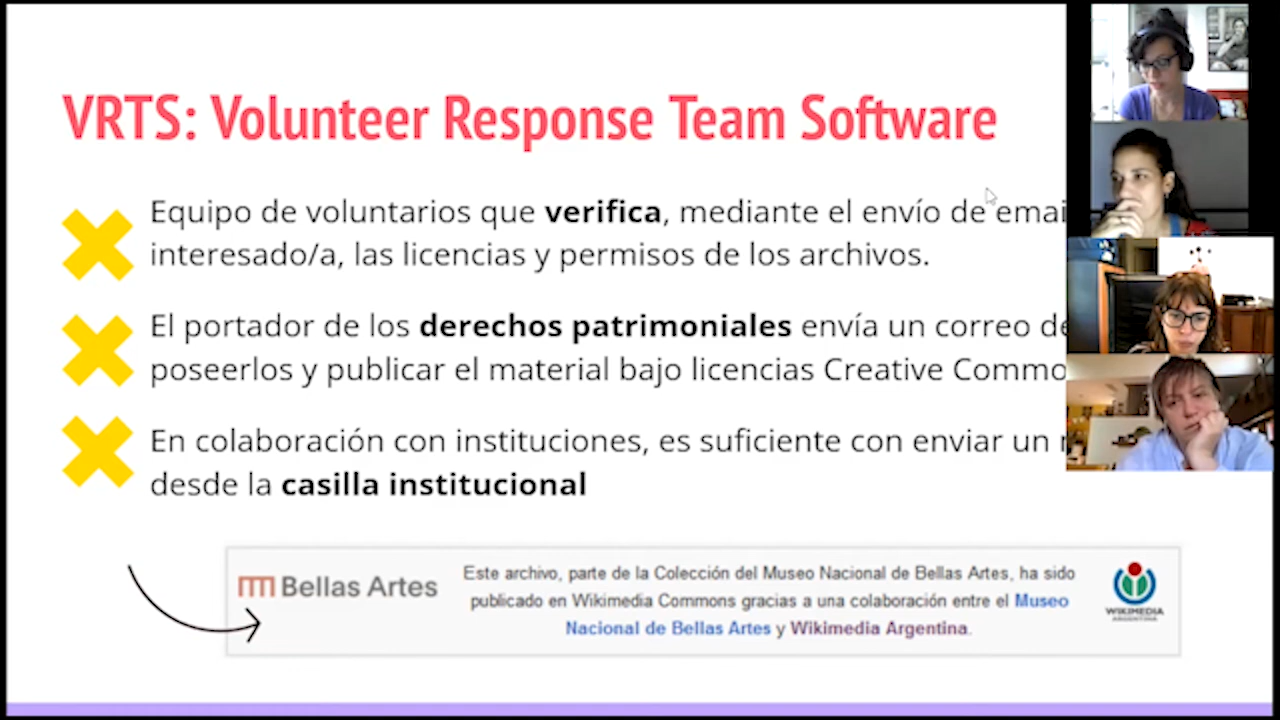 VRTS: Volunteer Response Team Software
Equipo de voluntarios que verifica, mediante el envío de emai
interesado/a, las licencias y permisos de los archivos.
El portador de los derechos patrimoniales envía un correo de
poseerlos y publicar el material bajo licencias Creative Commo
En colaboración con instituciones, es suficiente con enviar un
desde la casilla institucional
Bellas Artes
Este archivo, parte de la Colección del Museo Nacional de Bellas Artes, ha sido
publicado en Wikimedia Commons gracias a una colaboración entre el Museo
Nacional de Bellas Artes y Wikimedia Argentina.
WIKIMEDIA
ARGENTINA